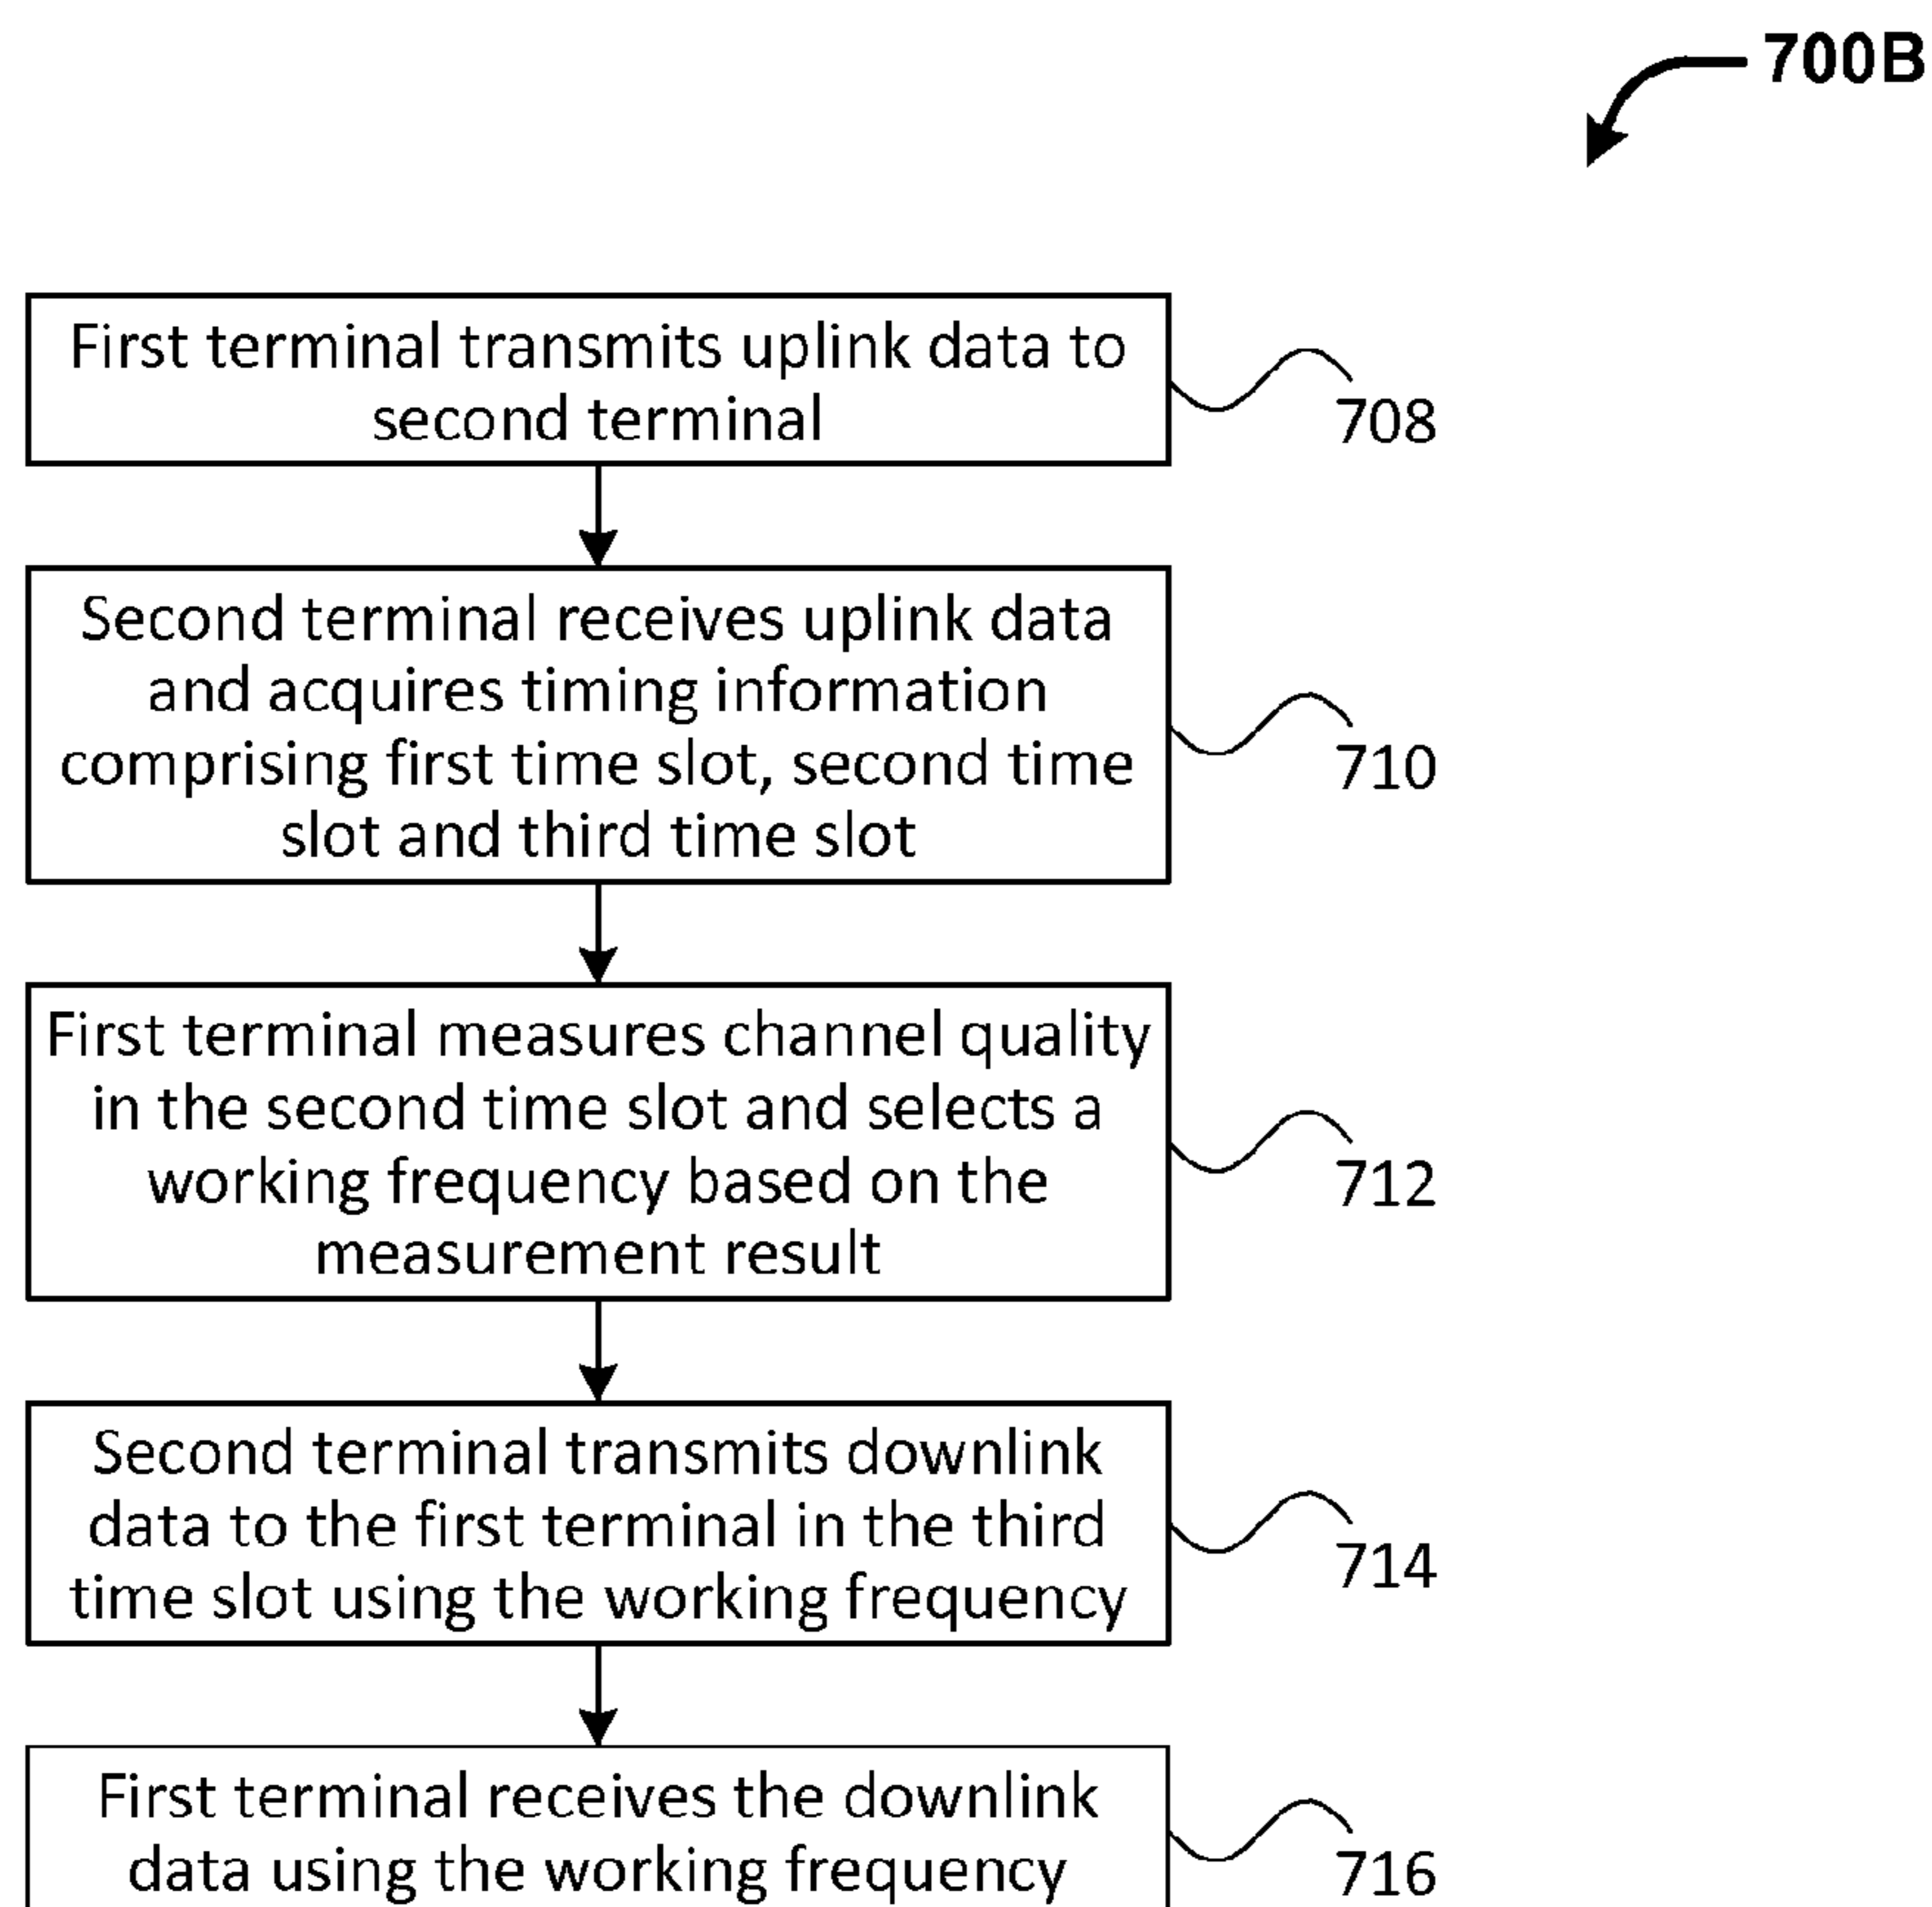 700B
First terminal transmits uplink data to
second terminal
708
Second terminal receives uplink data
and acquires timing information
comprising first time slot, second time
slot and third time slot
710
First terminal measures channel quality
in the second time slot and selects a
working frequency based on the
measurement result
712
Second terminal transmits downlink
data to the first terminal in the third
time slot using the working frequency
714
First terminal receives the downlink
data using the working frequency
716